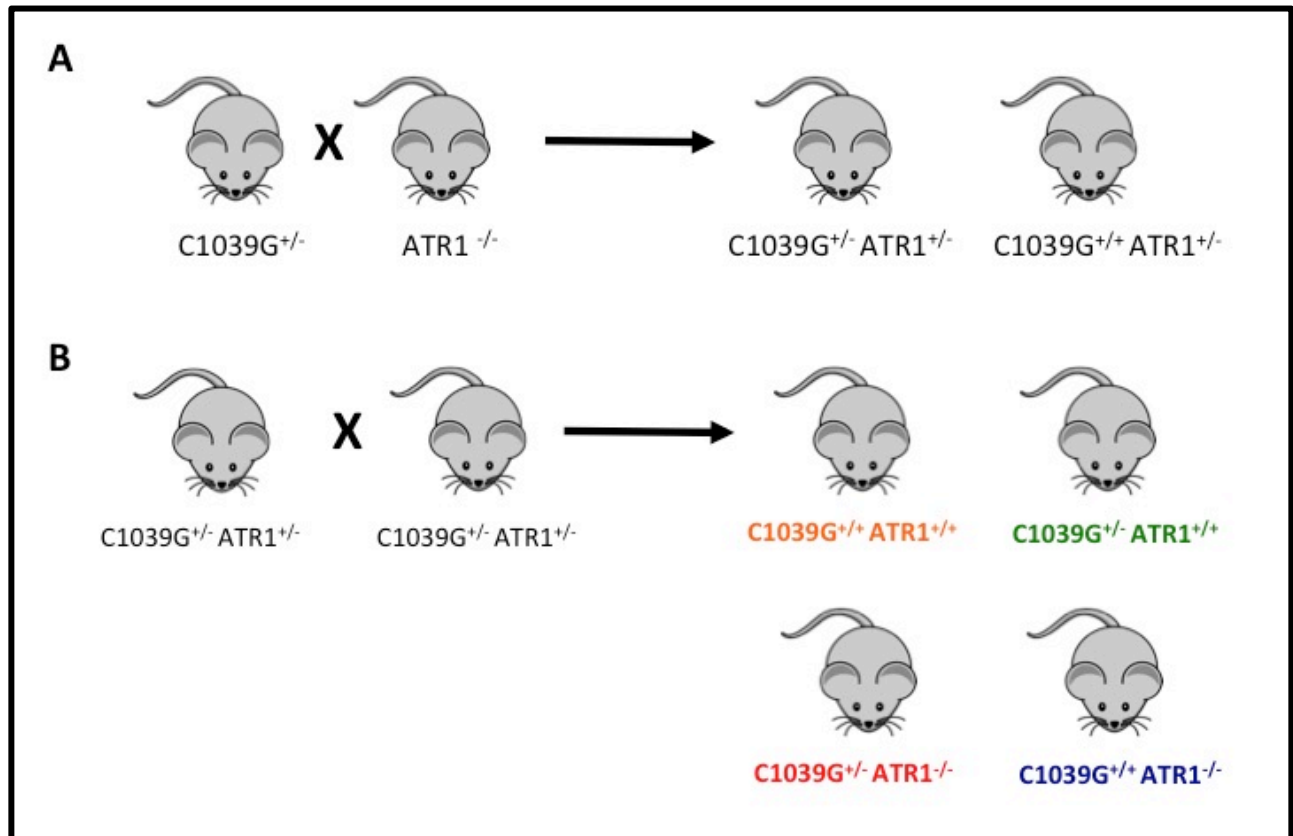 A
X
C1039G+/- ATR1 -/- C1039G+/- ATR1+/- C1039G+/+ ATR1+/-
B
X
C1039G+/- ATR1+/- C1039G+/- ATR1+/- C1039G+/+ ATR1+/+ C1039G+/- ATR1+/+
C1039G+/- ATR1-/- C1039G+/+ ATR1-/-